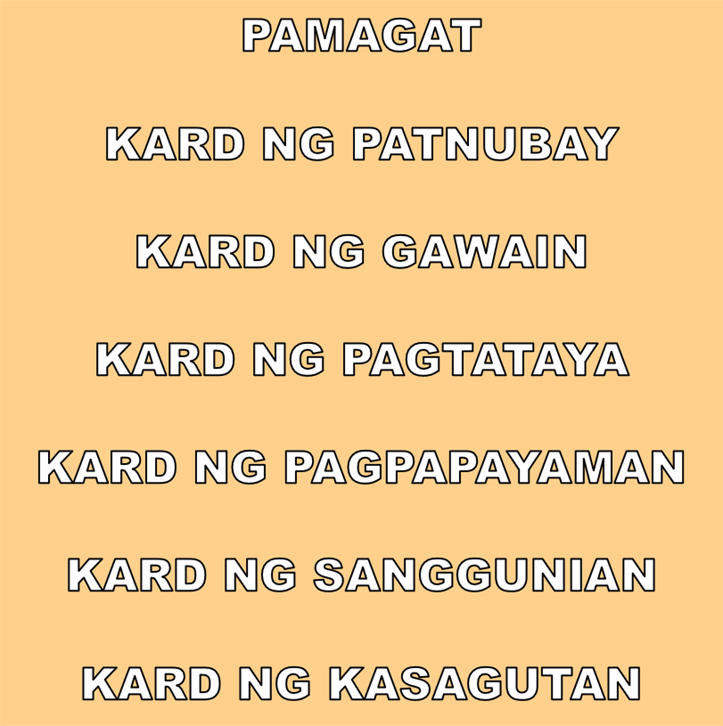 PAMAGAT
KARD NG PATNUBAY
KARD NG GAWAIN
KARD NG PAGTATAYA
KARD NG PAGPAPAYAMAN
KARD NG SANGGUNIAN
KARD NG KASAGUTAN